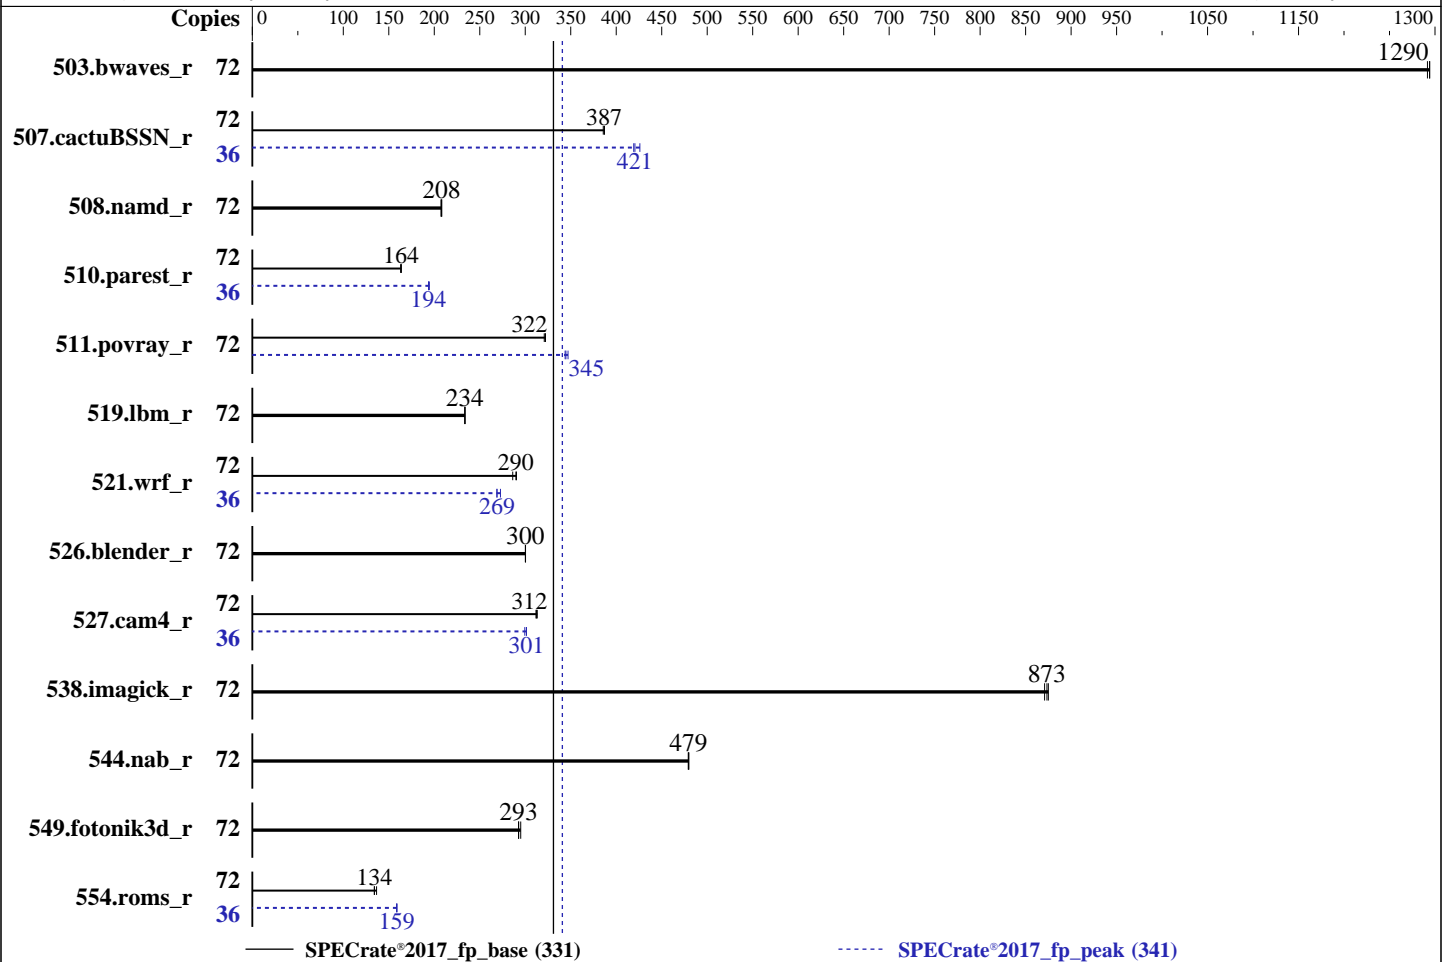 Copies 0 100 150 200 250 300 350 400 450 500 550 600 650 700 750 800 850 900 950 1050 1150 1300
503.bwaves_r 72 1290
507.cactuBSSN_r 72 387
36 421
508.namd_r 72 208
510.parest_r 72 164
36 194
511.povray_r 72 322
345
519.lbm_r 72 234
521.wrf_r 72 290
36 269
526.blender_r 72 300
527.cam4_r 72 312
36 301
538.imagick_r 72 873
544.nab_r 72 479
549.fotonik3d_r 72 293
554.roms_r 72 134
36 159
SPECrate®2017_fp_base (331) SPECrate®2017_fp_peak (341)